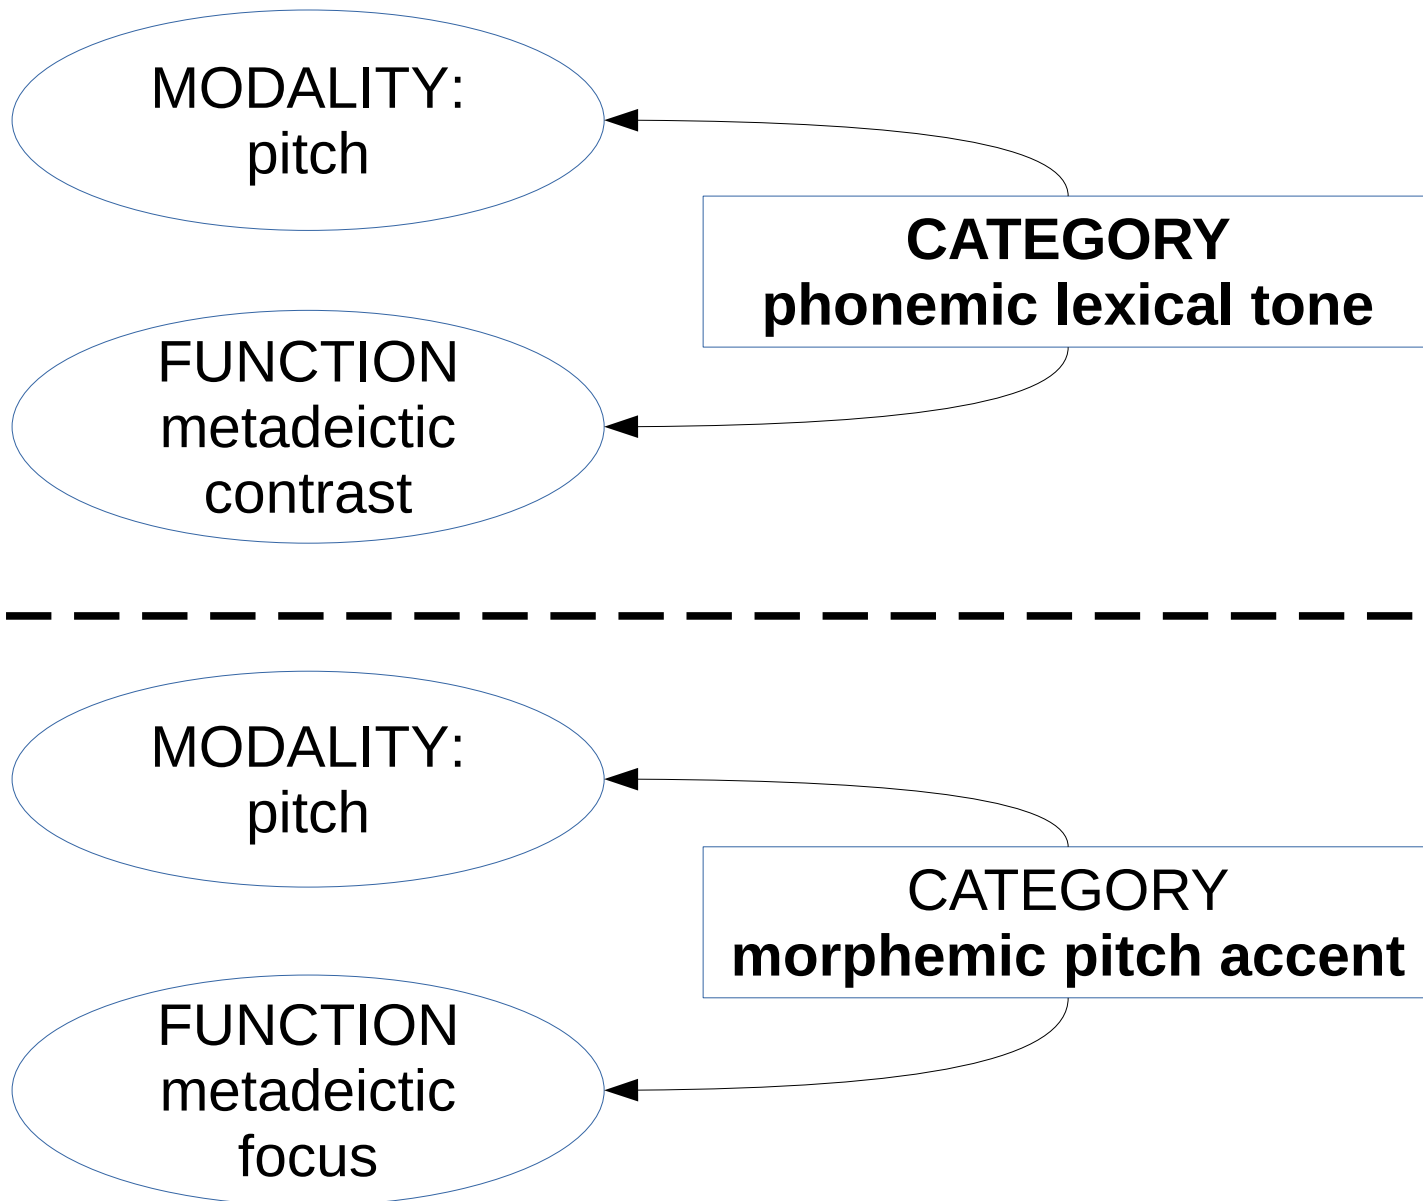 MODALITY:
pitch
CATEGORY
phonemic lexical tone
FUNCTION
metadeictic
contrast
MODALITY:
pitch
CATEGORY
morphemic pitch accent
FUNCTION
metadeictic
focus